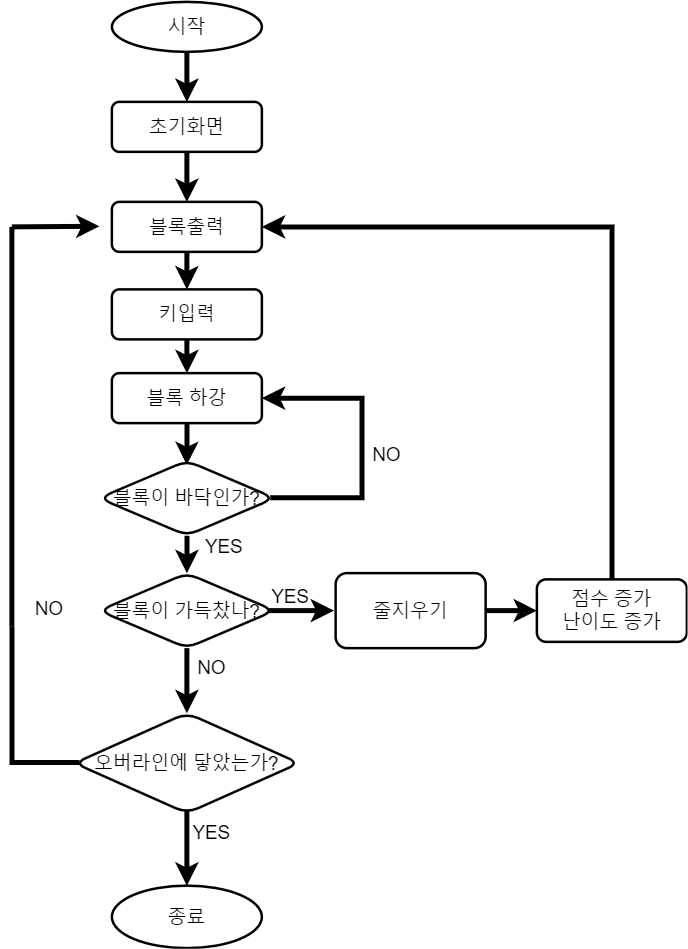 시작
초기화면
블록출력
키입력
블록 하강
NO
블록이 바닥인가?
YES
블록이 가득찼나?
YES
줄지우기
점수 증가
난이도 증가
NO
NO
오버라인에 닿았는가?
YES
종료